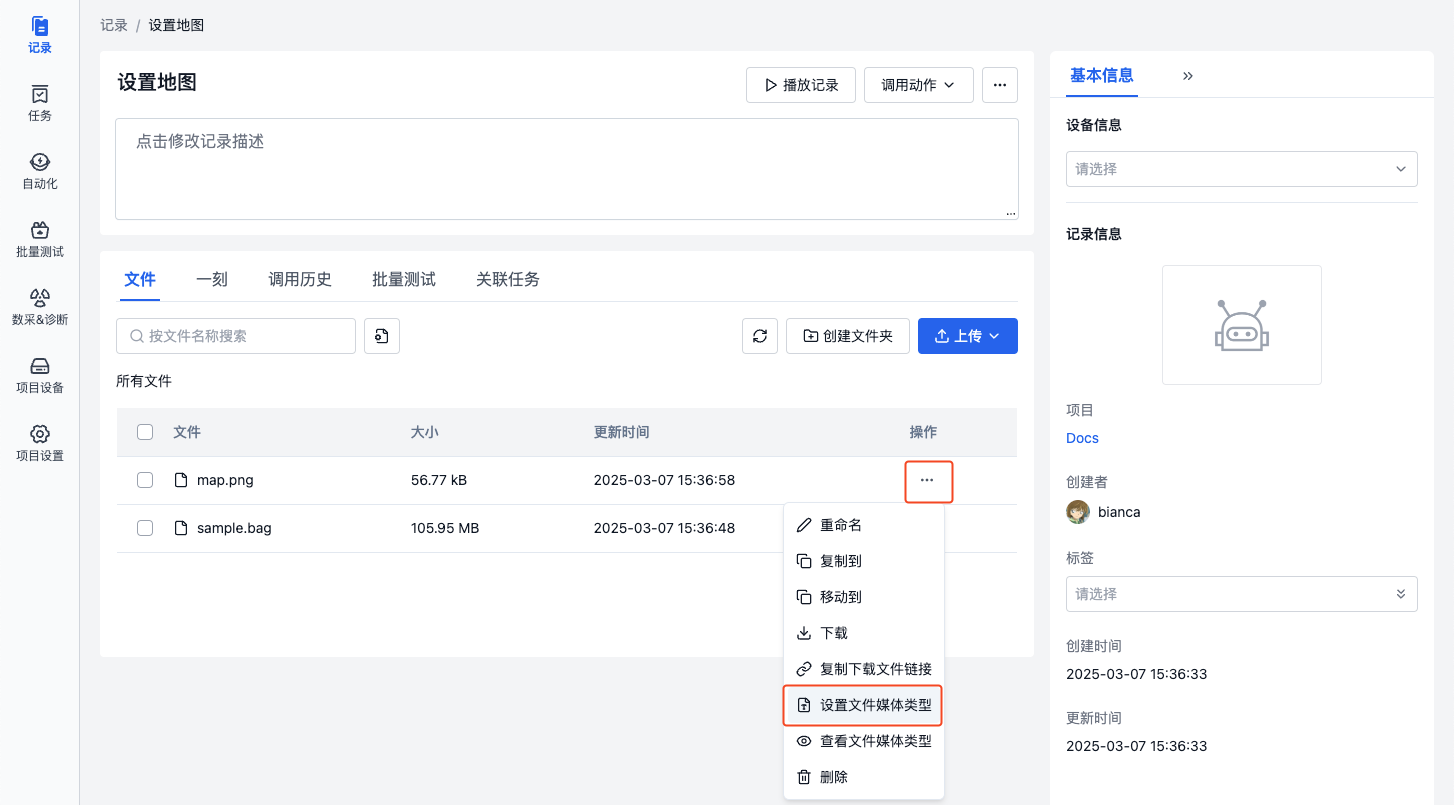 记录
任务
自动化
批量测试
数采&诊断
项目设备
项目设置
记录 / 设置地图
设置地图
播放记录
调用动作
点击修改记录描述
文件 一刻 调用历史 批量测试 关联任务
按文件名称搜索
创建文件夹
上传
所有文件
文件 大小 更新时间 操作
map.png 56.77 kB 2025-03-07 15:36:58
sample.bag 105.95 MB 2025-03-07 15:36:48
重命名
复制到
移动到
下载
复制下载文件链接
设置文件媒体类型
查看文件媒体类型
删除
基本信息
设备信息
请选择
记录信息
项目
Docs
创建者
bianca
标签
请选择
创建时间
2025-03-07 15:36:33
更新时间
2025-03-07 15:36:33